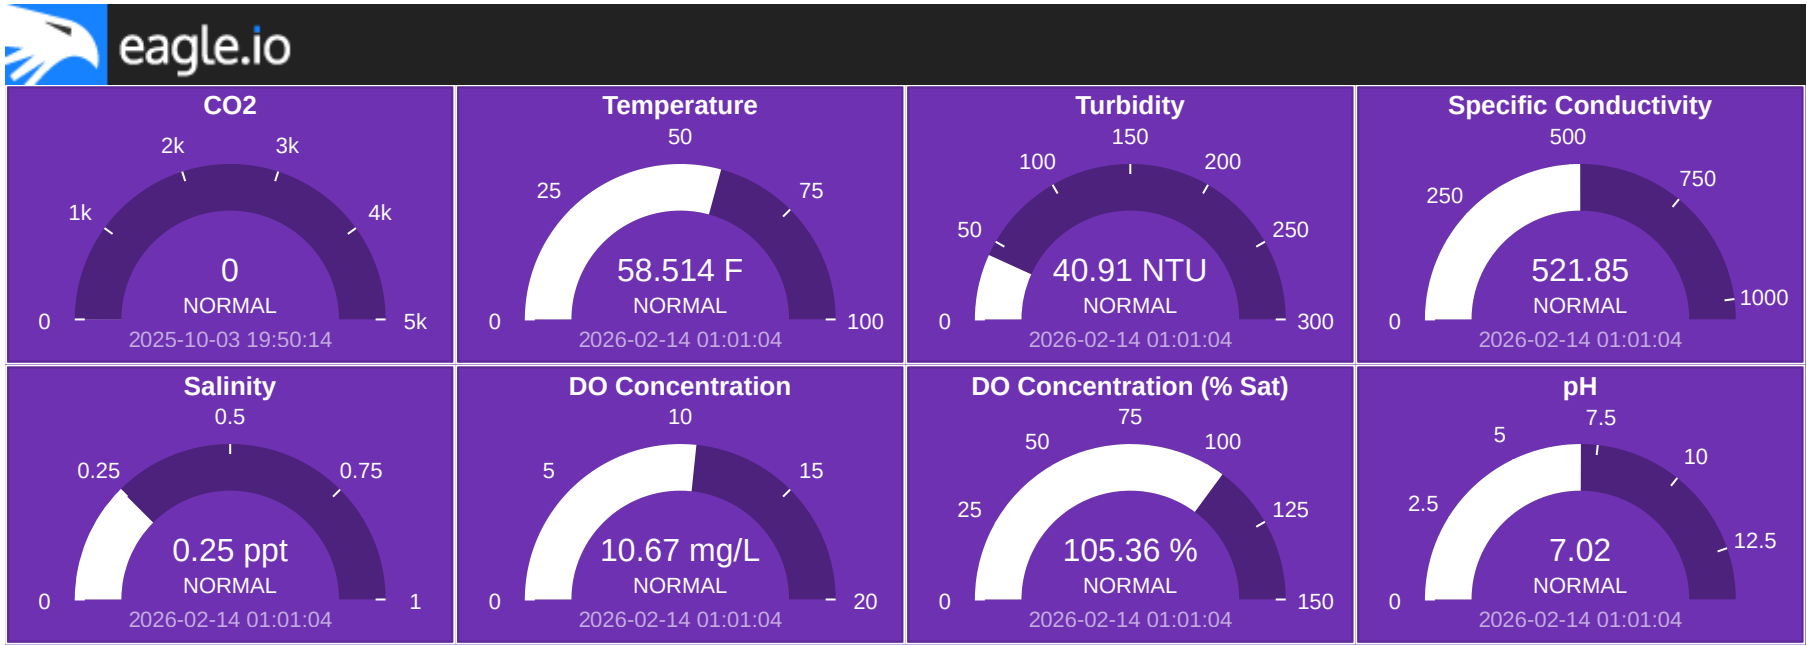 eagle.io
CO2
0
1k
2k
3k
4k
5k
0
NORMAL
2025-10-03 19:50:14
Temperature
0
25
50
75
100
58.514 F
NORMAL
2026-02-14 01:01:04
Turbidity
0
50
100
150
200
250
300
40.91 NTU
NORMAL
2026-02-14 01:01:04
Specific Conductivity
0
250
500
750
1000
521.85
NORMAL
2026-02-14 01:01:04
Salinity
0
0.25
0.5
0.75
1
0.25 ppt
NORMAL
2026-02-14 01:01:04
DO Concentration
0
5
10
15
20
10.67 mg/L
NORMAL
2026-02-14 01:01:04
DO Concentration (% Sat)
0
25
50
75
100
125
150
105.36 %
NORMAL
2026-02-14 01:01:04
pH
0
2.5
5
7.5
10
12.5
7.02
NORMAL
2026-02-14 01:01:04